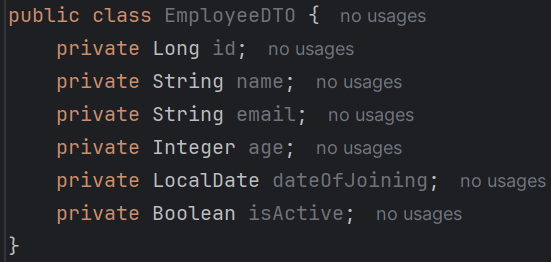 public class EmployeeDTO { no usages
private Long id; no usages
private String name; no usages
private String email; no usages
private Integer age; no usages
private LocalDate dateOfJoining; no usages
private Boolean isActive; no usages
}